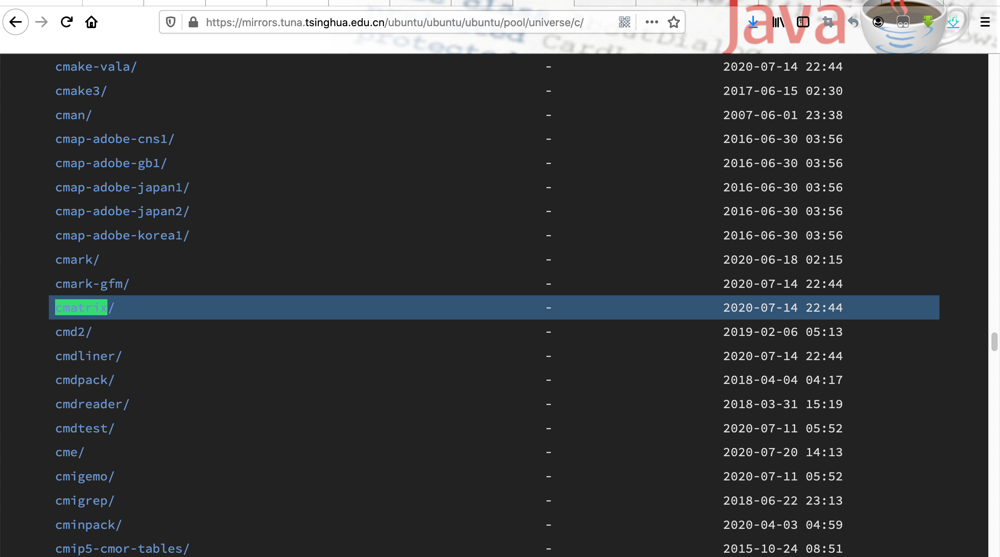 https://mirrors.tuna.tsinghua.edu.cn/ubuntu/ubuntu/ubuntu/pool/universe/c/
Java
class
protected
CardL
cmake-vala/ - 2020-07-14 22:44
cmake3/ - 2017-06-15 02:30
cman/ - 2007-06-01 23:38
cmap-adobe-cns1/ - 2016-06-30 03:56
cmap-adobe-gb1/ - 2016-06-30 03:56
cmap-adobe-japan1/ - 2016-06-30 03:56
cmap-adobe-japan2/ - 2016-06-30 03:56
cmap-adobe-korea1/ - 2016-06-30 03:56
cmark/ - 2020-06-18 02:15
cmark-gfm/ - 2020-07-14 22:44
cmatrix/ - 2020-07-14 22:44
cmd2/ - 2019-02-06 05:13
cmdliner/ - 2020-07-14 22:44
cmdpack/ - 2018-04-04 04:17
cmdreader/ - 2018-03-31 15:19
cmdtest/ - 2020-07-11 05:52
cme/ - 2020-07-20 14:13
cmigemo/ - 2020-07-11 05:52
cmigrep/ - 2018-06-22 23:13
cminpack/ - 2020-04-03 04:59
cmip5-cmor-tables/ - 2015-10-24 08:51